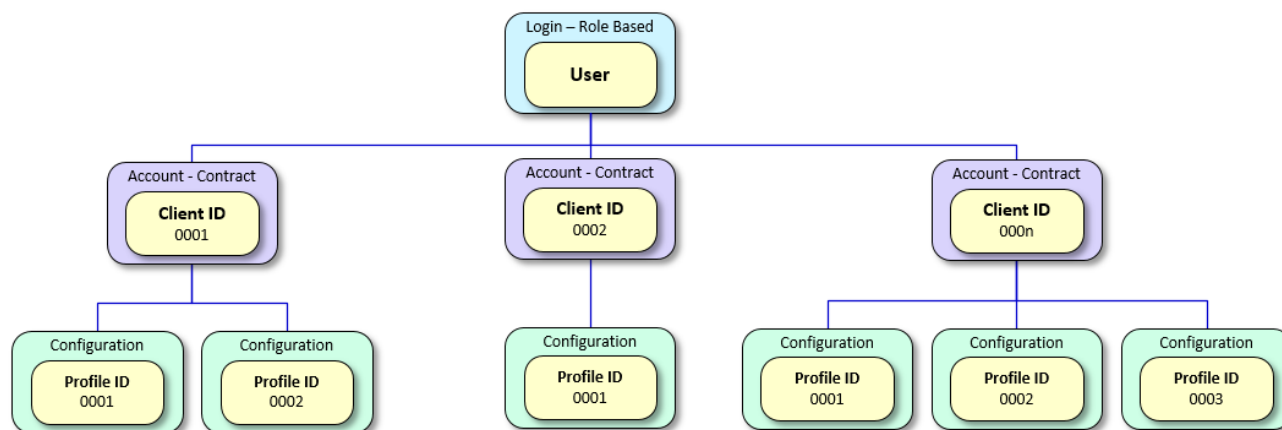 Login – Role Based
User
Account - Contract
Client ID
0001
Account - Contract
Client ID
0002
Account - Contract
Client ID
000n
Configuration
Profile ID
0001
Configuration
Profile ID
0002
Configuration
Profile ID
0001
Configuration
Profile ID
0001
Configuration
Profile ID
0002
Configuration
Profile ID
0003